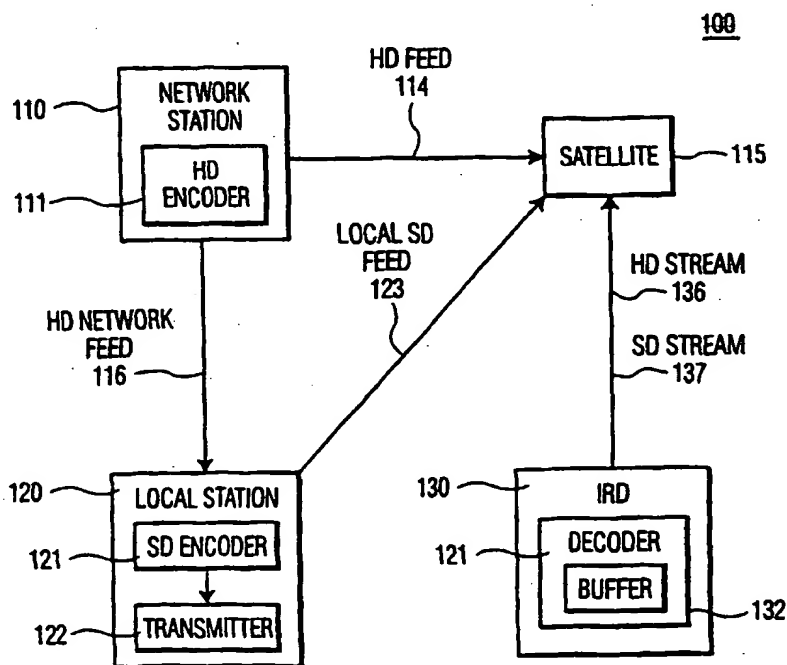 100
HD FEED
114
110
NETWORK
STATION
HD
ENCODER
111
SATELLITE
115
LOCAL SD
FEED
123
HD STREAM
136
HD NETWORK
FEED
116
SD STREAM
137
120
LOCAL STATION
SD ENCODER
121
TRANSMITTER
122
130
IRD
121
DECODER
BUFFER
132